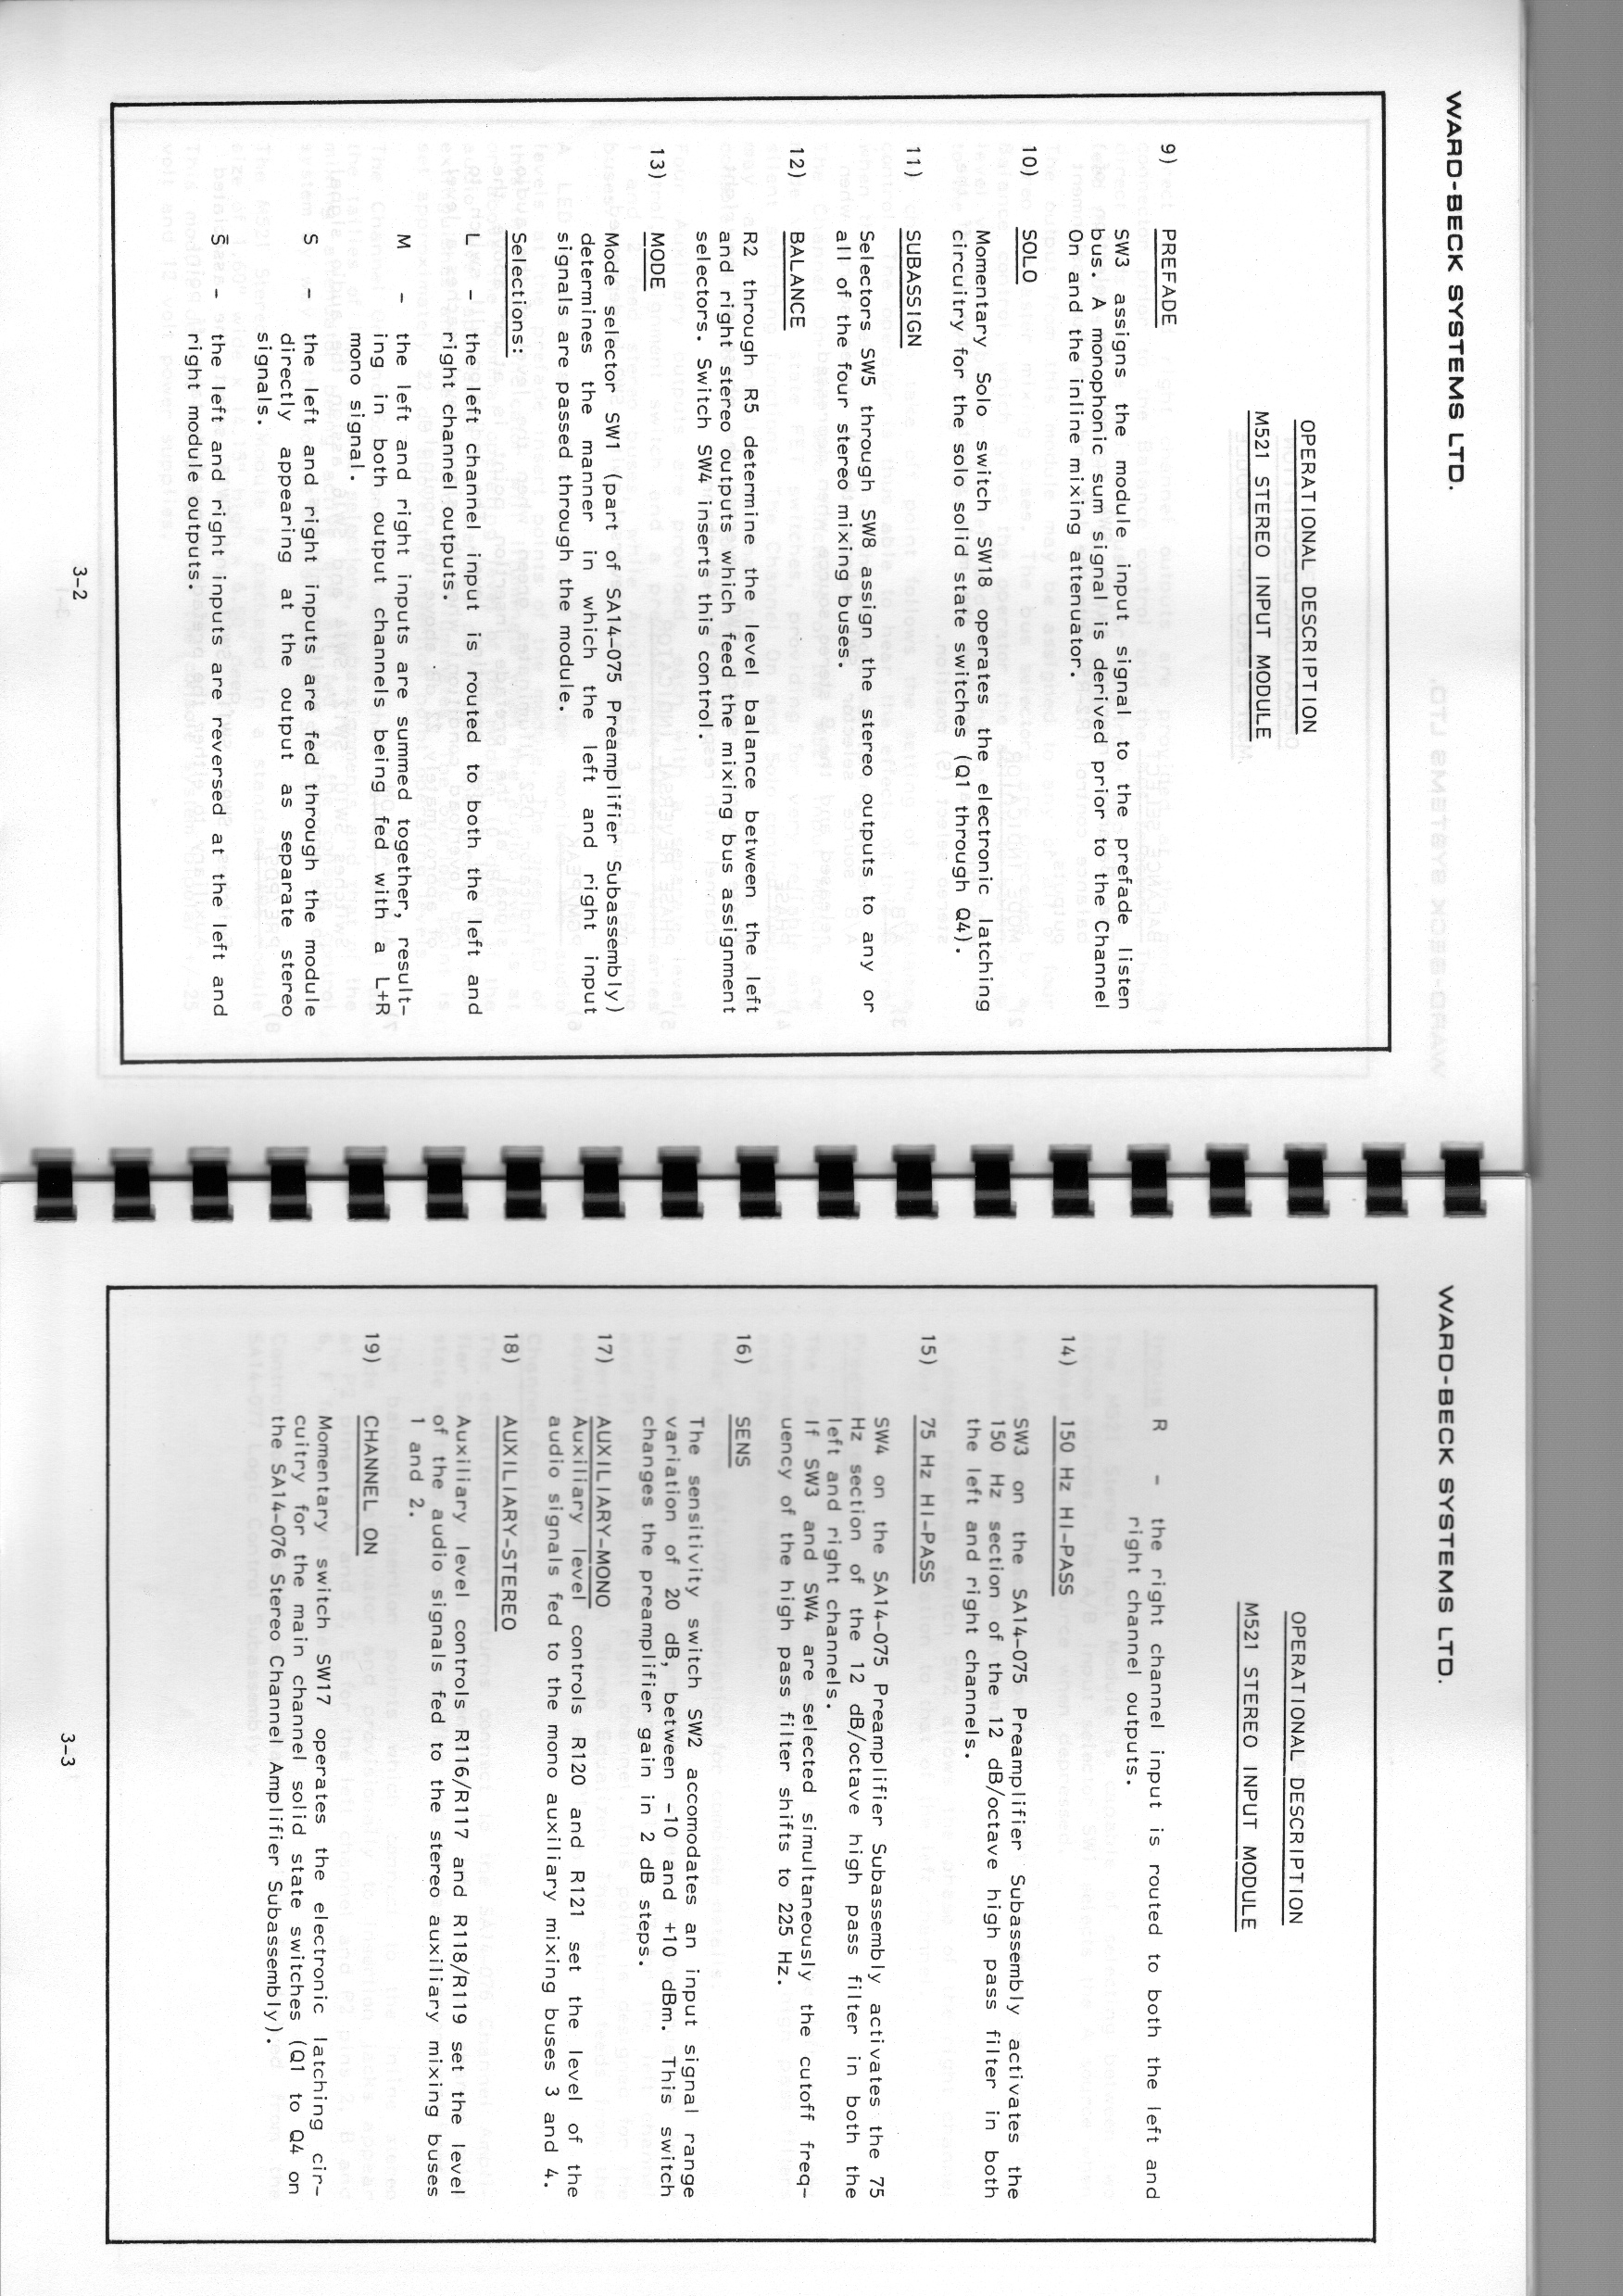 WARD-BECK SYSTEMS LTD.
OPERATIONAL DESCRIPTION
M521 STEREO INPUT MODULE
9) PREFADE
SW3 assigns the module input signal to the prefade listen
bus. A monophonic sum signal is derived prior to the Channel
On and the inline mixing attenuator.
10) SOLO
Momentary Solo switch SW18 operates the electronic latching
circuitry for the solo solid state switches (Q1 through Q4).
11) SUBASSIGN
Selectors SW5 through SW8 assign the stereo outputs to any or
all of the four stereo mixing buses.
12) BALANCE
R2 through R5 determine the level balance between the left
and right stereo outputs which feed the mixing bus assignment
selectors. Switch SW4 inserts this control.
13) MODE
Mode selector SW1 (part of SA14-075 Preamplifier Subassembly)
determines the manner in which the left and right input
signals are passed through the module.
Selections:
L - the left channel input is routed to both the left and
right channel outputs.
M - the left and right inputs are summed together, result-
ing in both output channels being fed with a L+R
mono signal.
S - the left and right inputs are fed through the module
directly appearing at the output as separate stereo
signals.
S̅ - the left and right inputs are reversed at the left and
right module outputs.
3-2
WARD-BECK SYSTEMS LTD.
OPERATIONAL DESCRIPTION
M521 STEREO INPUT MODULE
R - the right channel input is routed to both the left and
right channel outputs.
14) 150 Hz HI-PASS
SW3 on the SA14-075 Preamplifier Subassembly activates the
150 Hz section of the 12 dB/octave high pass filter in both
the left and right channels.
15) 75 Hz HI-PASS
SW4 on the SA14-075 Preamplifier Subassembly activates the 75
Hz section of the 12 dB/octave high pass filter in both the
left and right channels.
If SW3 and SW4 are selected simultaneously the cutoff freq-
uency of the high pass filter shifts to 225 Hz.
16) SENS
The sensitivity switch SW2 accomodates an input signal range
variation of 20 dB, between -10 and +10 dBm. This switch
changes the preamplifier gain in 2 dB steps.
17) AUXILIARY-MONO
Auxiliary level controls R120 and R121 set the level of the
audio signals fed to the mono auxiliary mixing buses 3 and 4.
18) AUXILIARY-STEREO
Auxiliary level controls R116/R117 and R118/R119 set the level
of the audio signals fed to the stereo auxiliary mixing buses
1 and 2.
19) CHANNEL ON
Momentary switch SW17 operates the electronic latching cir-
cuitry for the main channel solid state switches (Q1 to Q4 on
the SA14-076 Stereo Channel Amplifier Subassembly).
3-3